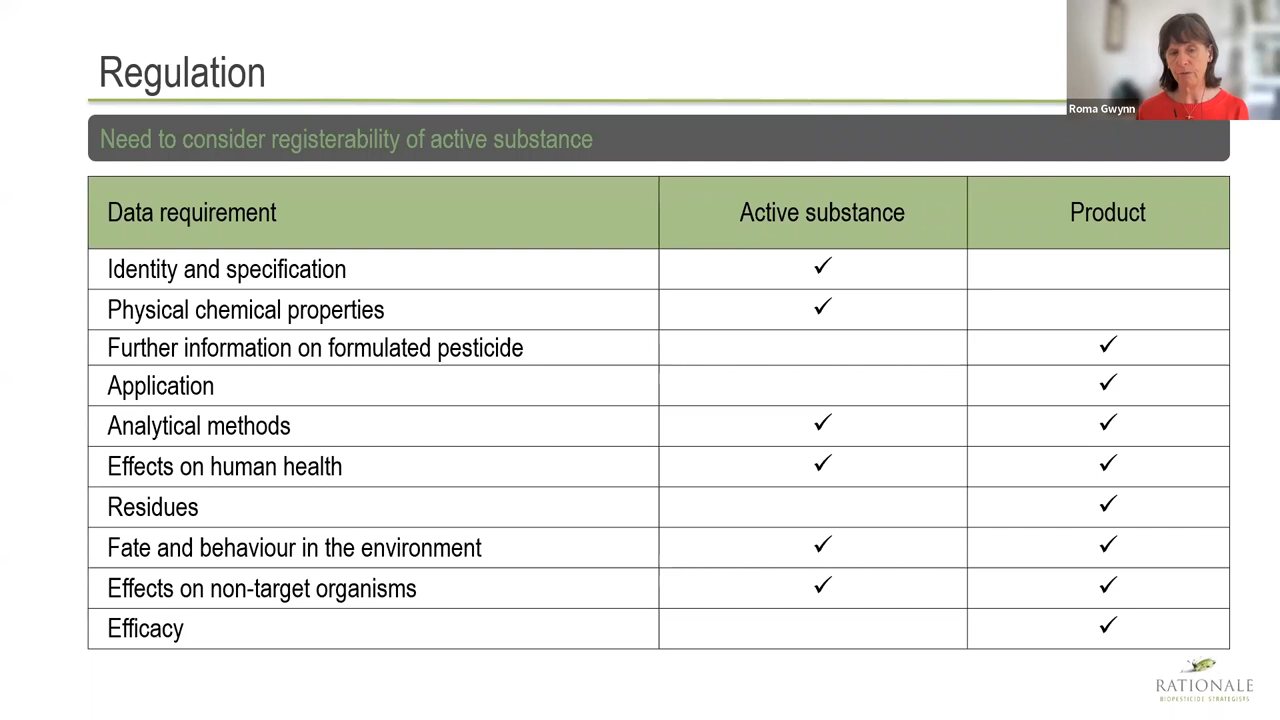 Regulation
Roma Gwynn
Need to consider registerability of active substance
Data requirement Active substance Product
Identity and specification ✓
Physical chemical properties ✓
Further information on formulated pesticide ✓
Application ✓
Analytical methods ✓ ✓
Effects on human health ✓ ✓
Residues ✓
Fate and behaviour in the environment ✓ ✓
Effects on non-target organisms ✓ ✓
Efficacy ✓
RATIONALE
BIOPESTICIDE STRATEGISTS